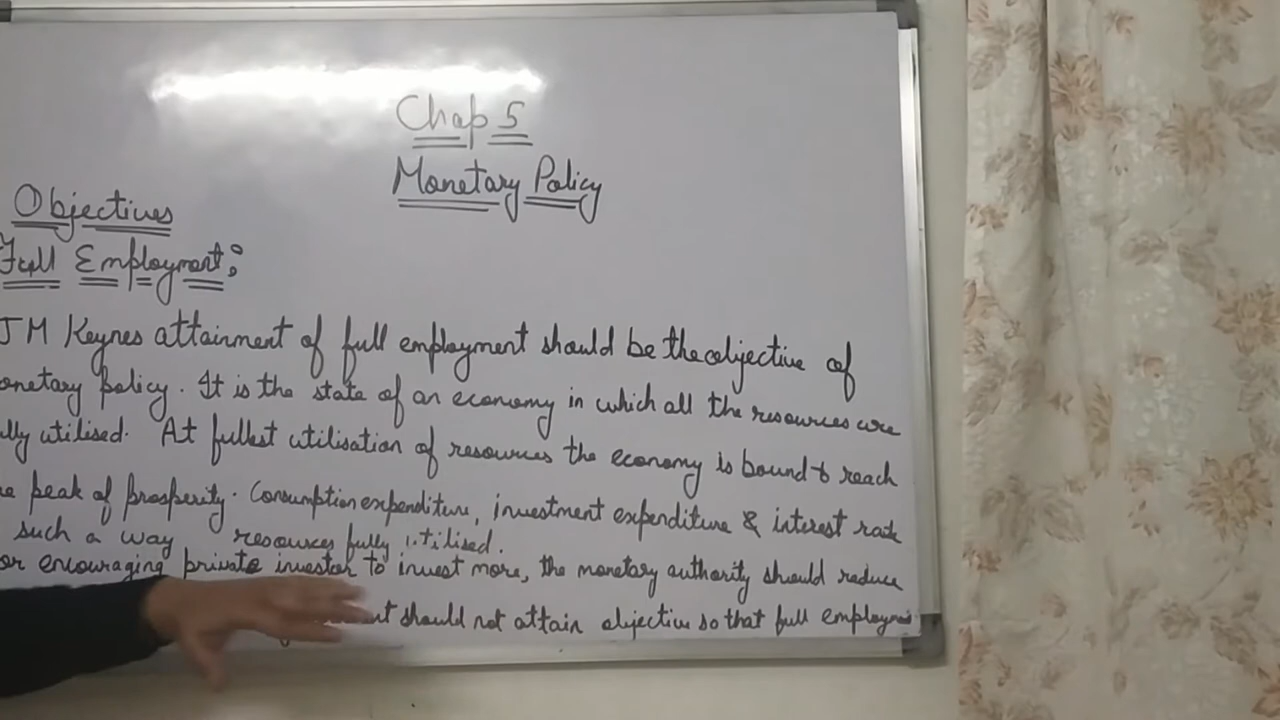 Chap 5
Monetary Policy
Objectives
Full Employment:
JM Keynes attainment of full employment should be the objective of
onetary policy. It is the state of an economy in which all the resources are
lly utilised. At fullest utilisation of resources the economy is bound to reach
e peak of prosperity. Consumption expenditure, investment expenditure & interest rate
such a way resources fully utilised.
or encouraging private investor to invest more, the monetary authority should reduce
should not attain objective so that full employm